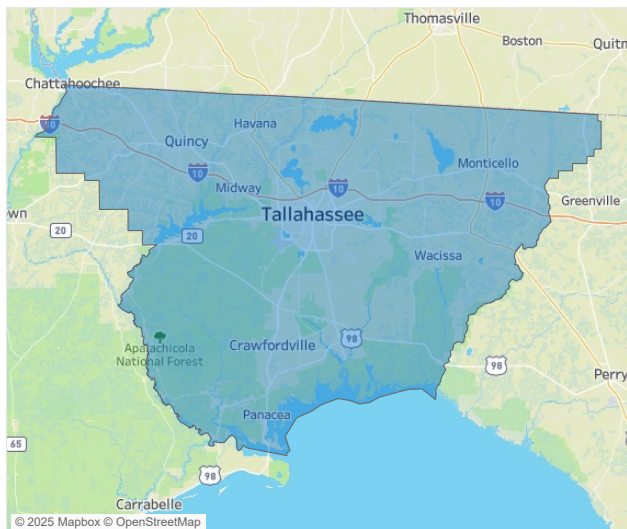 Thomasville
Boston
Quitm
Chattahoochee
10
Havana
Quincy
10
Midway
10
Monticello
10
Greenville
Tallahassee
own
20
20
Wacissa
98
Apalachicola
National Forest
Crawfordville
98
Perry
Panacea
65
98
Carrabelle
© 2025 Mapbox © OpenStreetMap